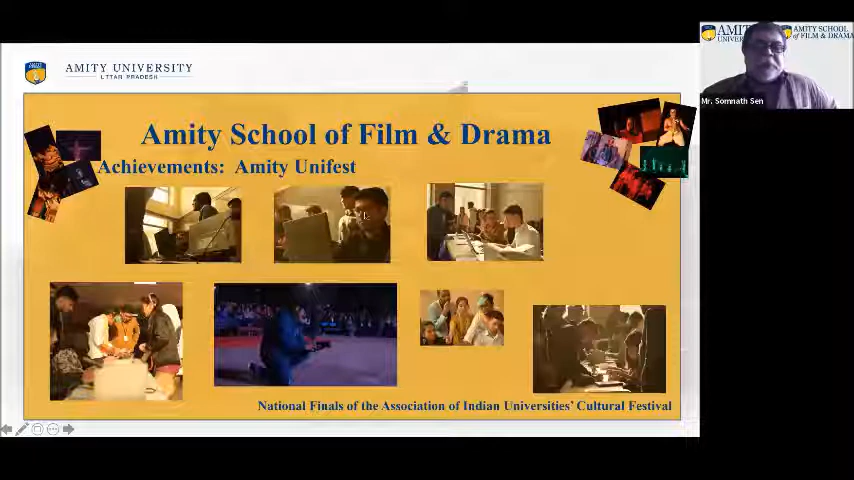 AMITY UNIVERSITY
UTTAR PRADESH
Amity School of Film & Drama
Achievements: Amity Unifest
National Finals of the Association of Indian Universities' Cultural Festival
AMITY SCHOOL
of FILM & DRAMA
Mr. Somnath Sen